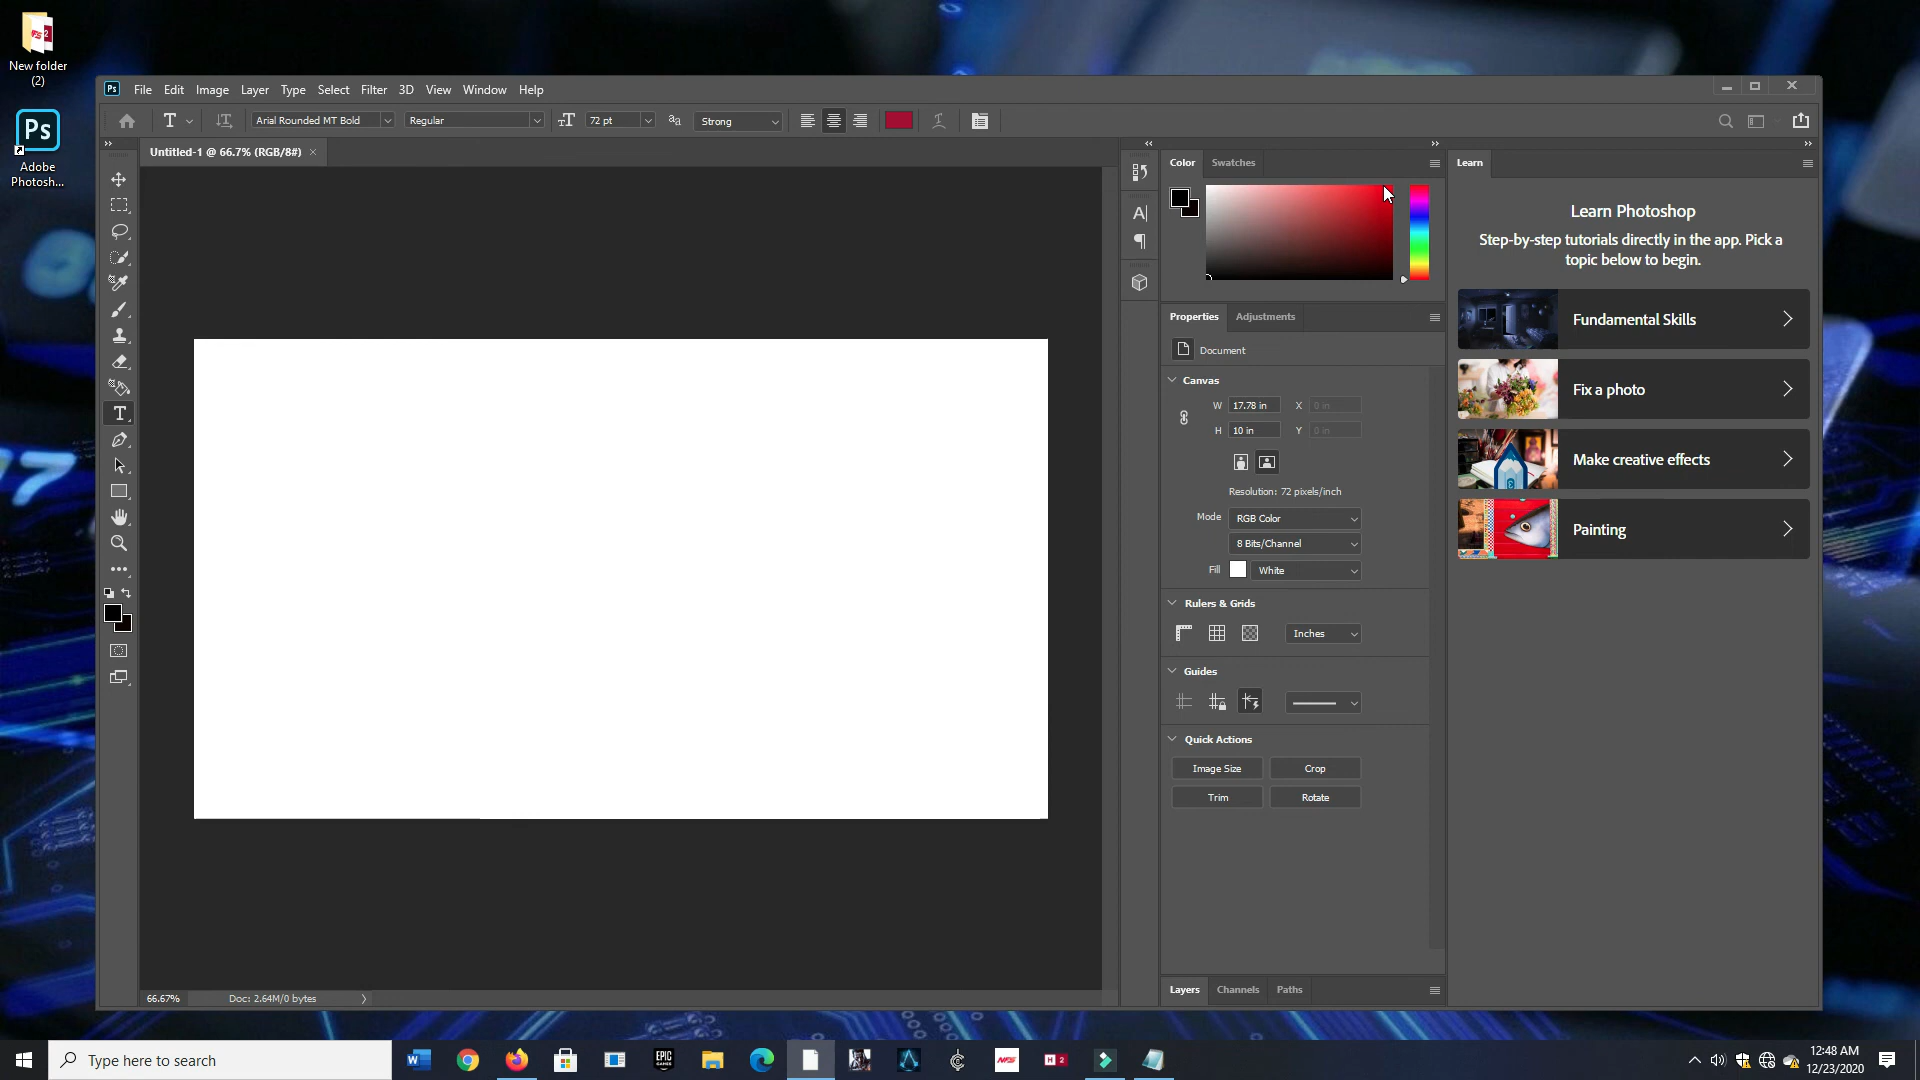 New folder
(2)
Ps
Adobe
Photosh...
Ps
File Edit Image Layer Type Select Filter 3D View Window Help
Arial Rounded MT Bold
Regular
72 pt
Strong
Untitled-1 @ 66.7% (RGB/8#)
Color
Swatches
Properties
Adjustments
Document
Canvas
W 17.78 in X 0 in
H 10 in Y 0 in
Resolution: 72 pixels/inch
Mode RGB Color
8 Bits/Channel
Fill White
Rulers & Grids
Inches
Guides
Quick Actions
Image Size
Crop
Trim
Rotate
Layers
Channels
Paths
Learn
Learn Photoshop
Step-by-step tutorials directly in the app. Pick a
topic below to begin.
Fundamental Skills
Fix a photo
Make creative effects
Painting
66.67%
Doc: 2.64M/0 bytes
Type here to search
EPIC
GAMES
NFS
H 2
12:48 AM
12/23/2020